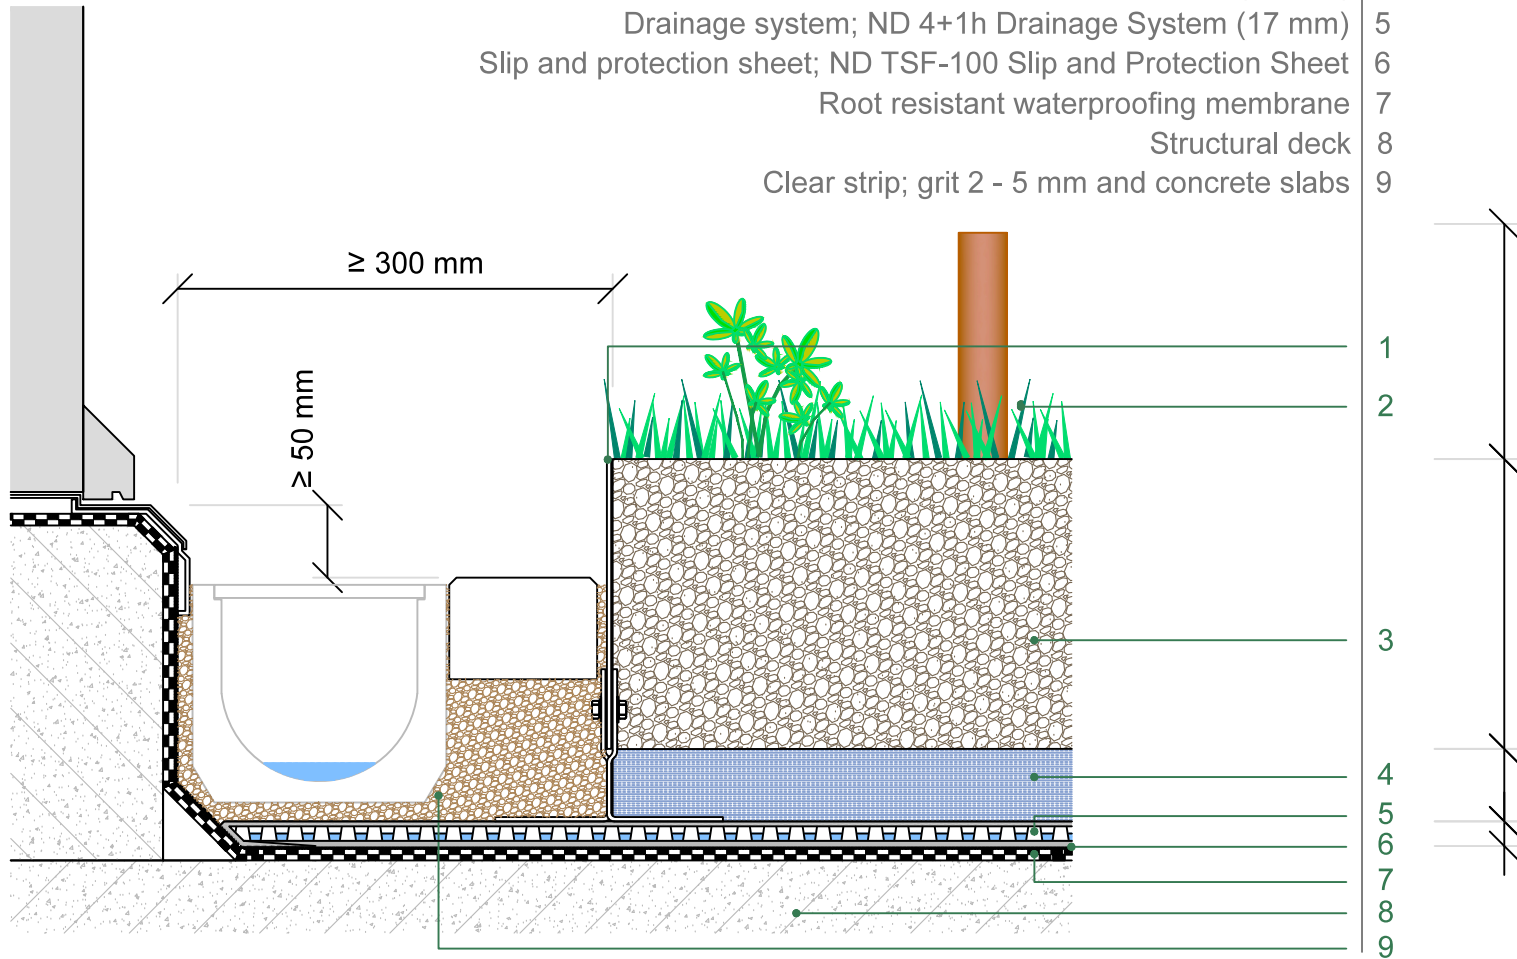 Drainage system; ND 4+1h Drainage System (17 mm) 5
Slip and protection sheet; ND TSF-100 Slip and Protection Sheet 6
Root resistant waterproofing membrane 7
Structural deck 8
Clear strip; grit 2 - 5 mm and concrete slabs 9
≥ 300 mm
≥ 50 mm
1
2
3
4
5
6
7
8
9